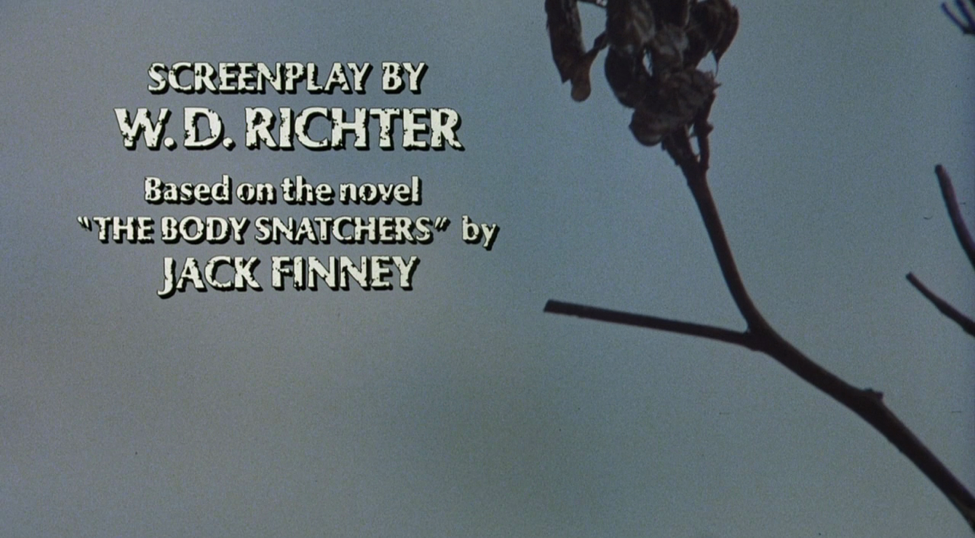 SCREENPLAY BY
W. D. RICHTER
Based on the novel
“THE BODY SNATCHERS” by
JACK FINNEY